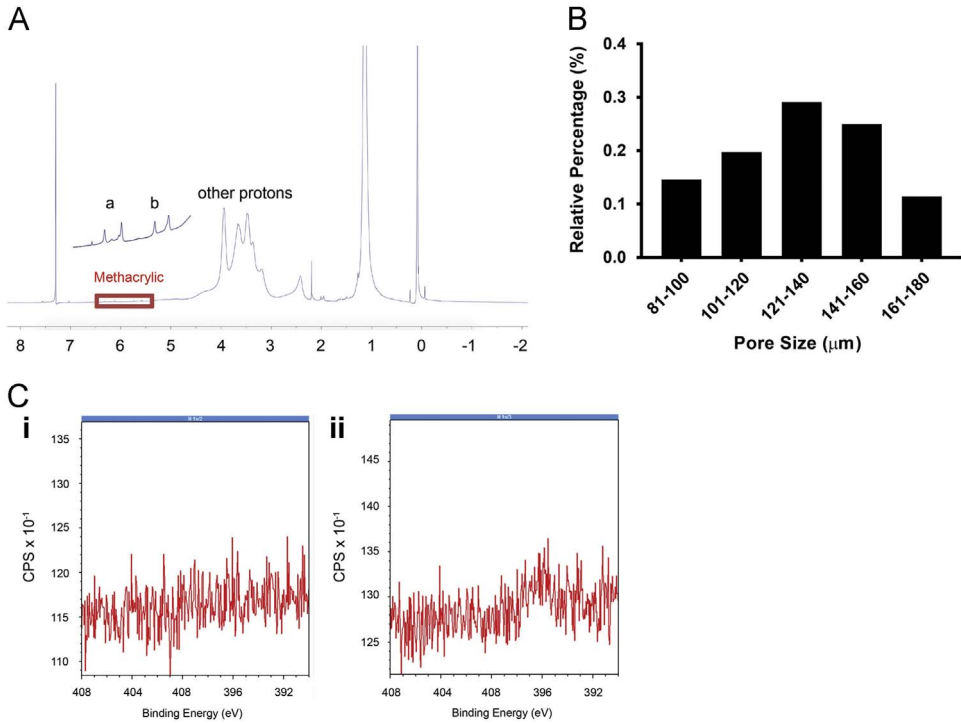 A
a
b
other protons
Methacrylic
8 7 6 5 4 3 2 1 0 -1 -2
B
Relative Percentage (%)
0.4
0.3
0.2
0.1
0.0
81-100
101-120
121-140
141-160
161-180
Pore Size (μm)
C
i
CPS x 10⁻¹
135
130
125
120
115
110
408 404 408 396 392
Binding Energy (eV)
ii
CPS x 10⁻¹
145
140
135
130
125
408 404 408 396 392
Binding Energy (eV)